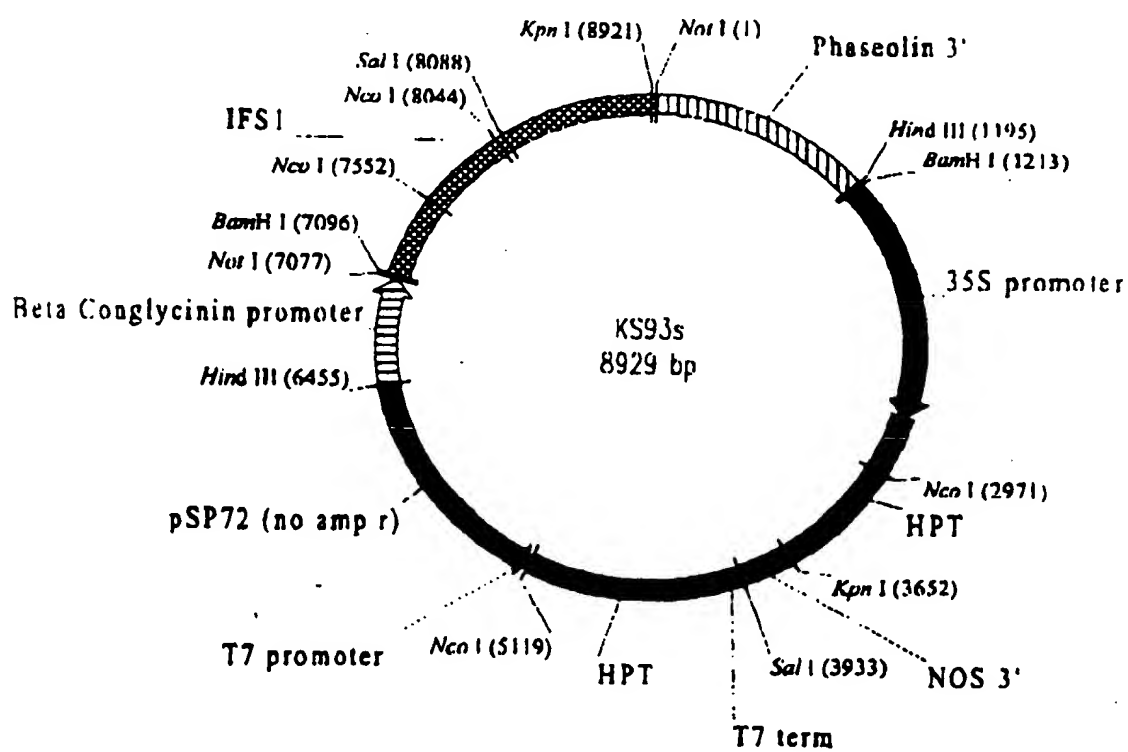 Kpn I (8921)
Not I (1)
Phaseolin 3'
Sal I (8088)
Nco I (8044)
IFS1
Hind III (1195)
BamH I (1213)
Nco I (7552)
BamH I (7096)
Not I (7077)
35S promoter
Beta Conglycinin promoter
KS93s
8929 bp
Hind III (6455)
Nco I (2971)
pSP72 (no amp r)
HPT
Kpn I (3652)
T7 promoter
Nco I (5119)
HPT
Sal I (3933)
NOS 3'
T7 term